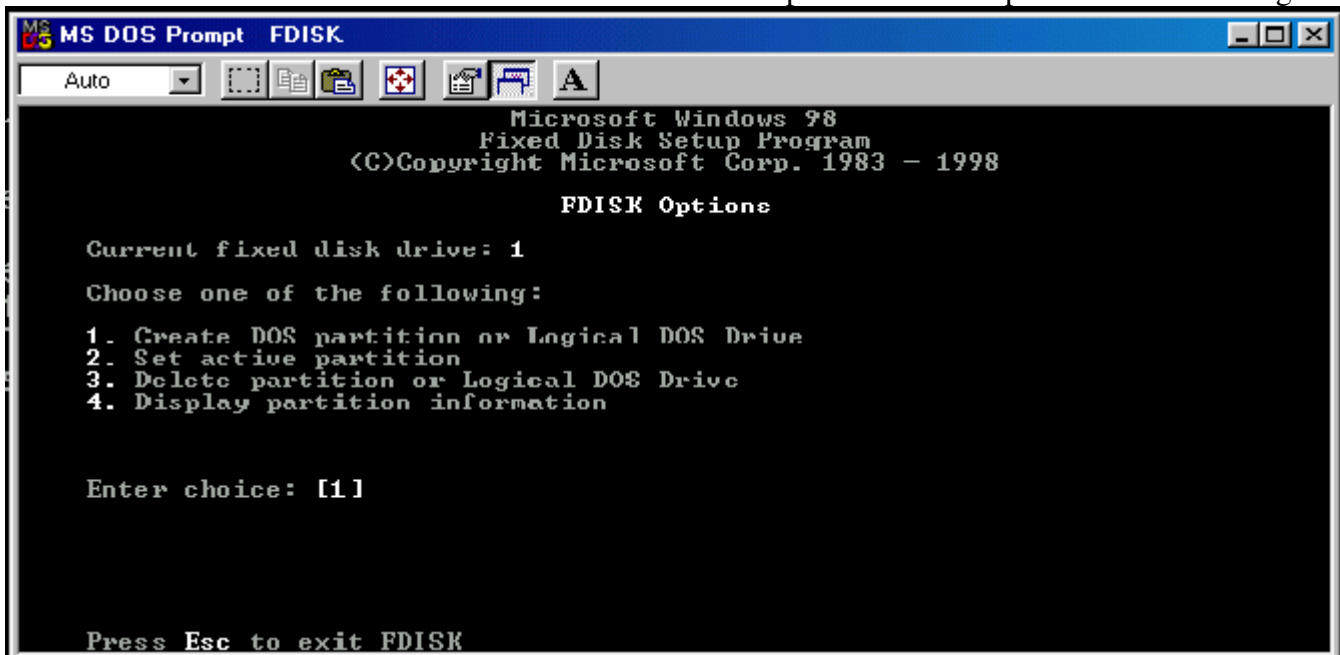 MS DOS Prompt FDISK
Auto
A
Microsoft Windows 98
Fixed Disk Setup Program
(C)Copyright Microsoft Corp. 1983 - 1998
FDISK Options
Current fixed disk drive: 1
Choose one of the following:
1. Create DOS partition or Logical DOS Drive
2. Set active partition
3. Delete partition or Logical DOS Drive
4. Display partition information
Enter choice: [1]
Press Esc to exit FDISK